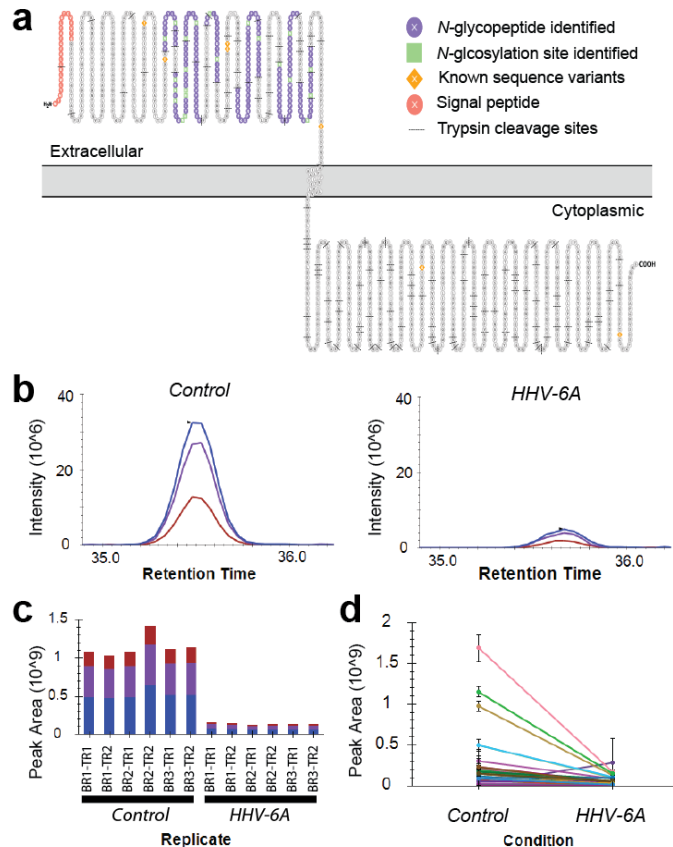 a
N-glycopeptide identified
N-glcosylation site identified
Known sequence variants
Signal peptide
Trypsin cleavage sites
H₂N
Extracellular
Cytoplasmic
COOH
b
Control
HHV-6A
Intensity (10^6)
40
20
0
35.0
36.0
Retention Time
Intensity (10^6)
40
20
0
35.0
36.0
Retention Time
c
Peak Area (10^9)
1.5
1
0.5
0
BR1-TR1
BR1-TR2
BR2-TR1
BR2-TR2
BR3-TR1
BR3-TR2
BR1-TR1
BR1-TR2
BR2-TR1
BR2-TR2
BR3-TR1
BR3-TR2
Control
HHV-6A
Replicate
d
Peak Area (10^9)
2
1.5
1
0.5
0
Control
HHV-6A
Condition